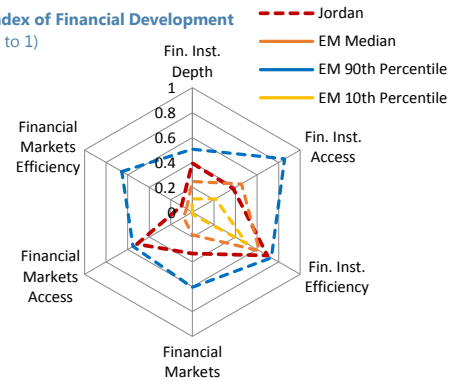 ndex of Financial Development
to 1)
Jordan
EM Median
EM 90th Percentile
EM 10th Percentile
Fin. Inst.
Depth
1
0.8
0.6
0.4
0.2
0
Fin. Inst.
Access
Fin. Inst.
Efficiency
Financial
Markets
Financial
Markets
Access
Financial
Markets
Efficiency